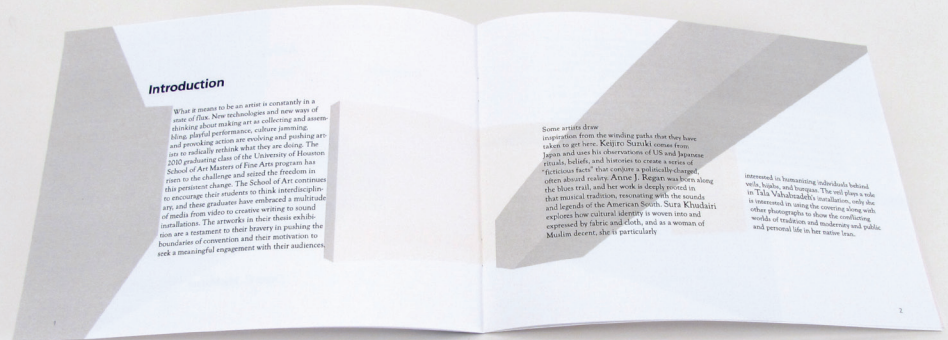 Introduction
What it means to be an artist is constantly in a
state of flux. New technologies and new ways of
thinking about making art as collecting and assem-
bling, playful performance, culture jamming,
and provoking action are evolving and pushing art-
ists to radically rethink what they are doing. The
2010 graduating class of the University of Houston
School of Art Masters of Fine Arts program has
risen to the challenge and seized the freedom in
this persistent change. The School of Art continues
to encourage their students to think interdisciplin-
ary, and these graduates have embraced a multitude
of media from video to creative writing to sound
installations. The artworks in their thesis exhibi-
tion are a testament to their bravery in pushing the
boundaries of convention and their motivation to
seek a meaningful engagement with their audiences.
1
Some artists draw
inspiration from the winding paths that they have
taken to get here. Keijiro Suzuki comes from
Japan and uses his observations of US and Japanese
rituals, beliefs, and histories to create a series of
"ficticious facts" that conjure a politically-charged,
often absurd reality. Anne J. Regan was born along
the blues trail, and her work is deeply rooted in
that musical tradition, resonating with the sounds
and legends of the American South. Sura Khudairi
explores how cultural identity is woven into and
expressed by fabric and cloth, and as a woman of
Muslim decent, she is particularly
interested in humanizing individuals behind
veils, hijabs, and burquas. The veil plays a role
in Tala Vahabzadeh's installation, only she
is interested in using the covering along with
other photographs to show the conflicting
worlds of tradition and modernity and public
and personal life in her native Iran.
2